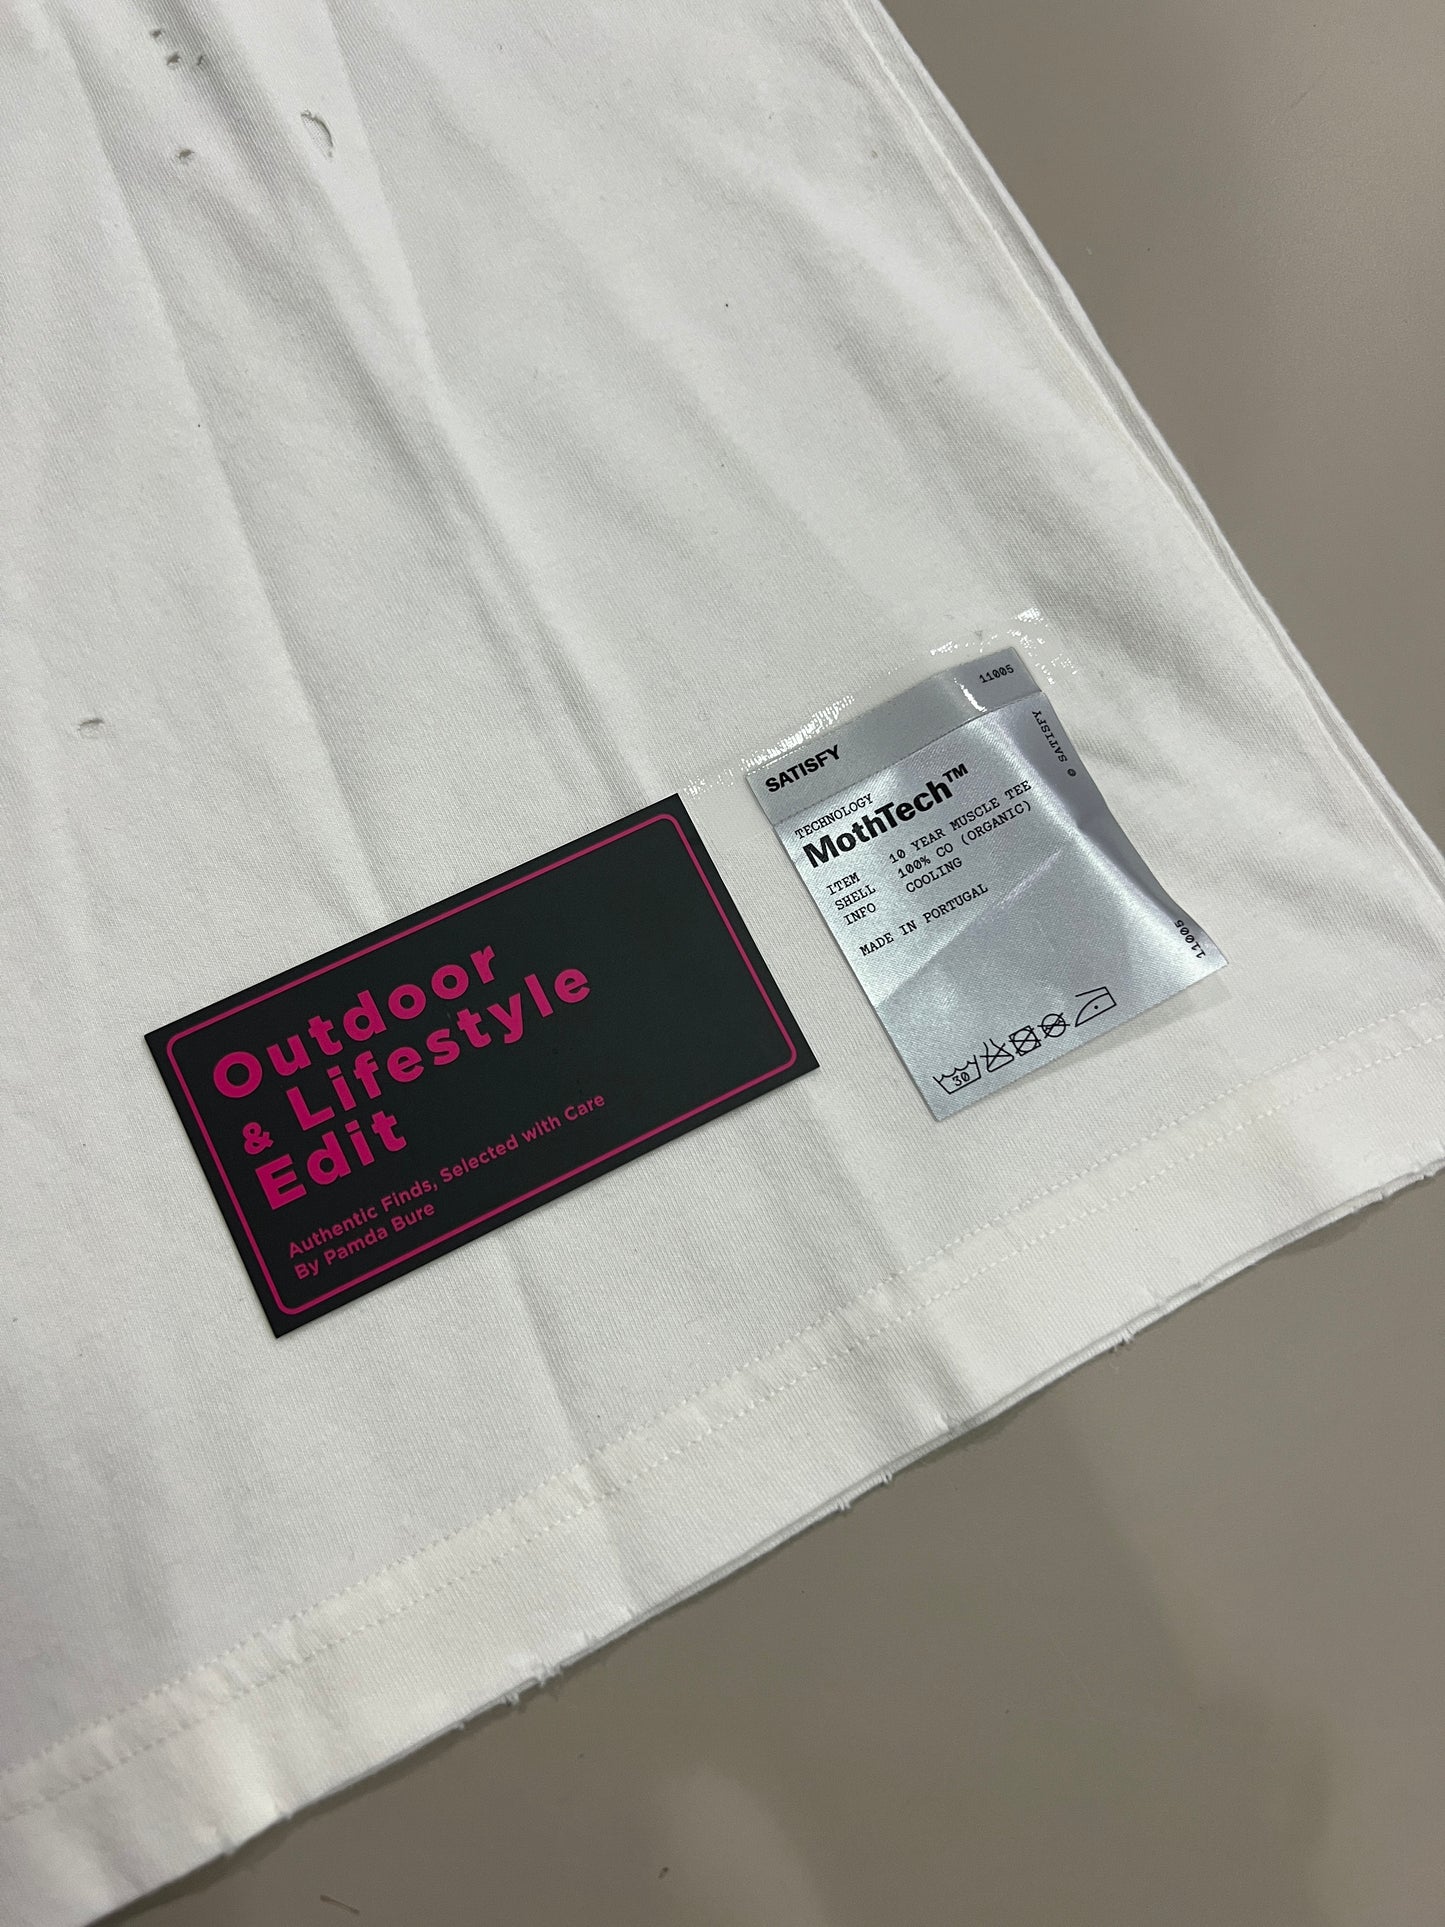 Outdoor
& Lifestyle
Edit
Authentic Finds, Selected with Care
By Pamda Bure
SATISFY
11005
TECHNOLOGY
MothTech™
ITEM 10 YEAR MUSCLE TEE
SHELL 100% CO (ORGANIC)
INFO COOLING
MADE IN PORTUGAL
© SATISFY
11005
30